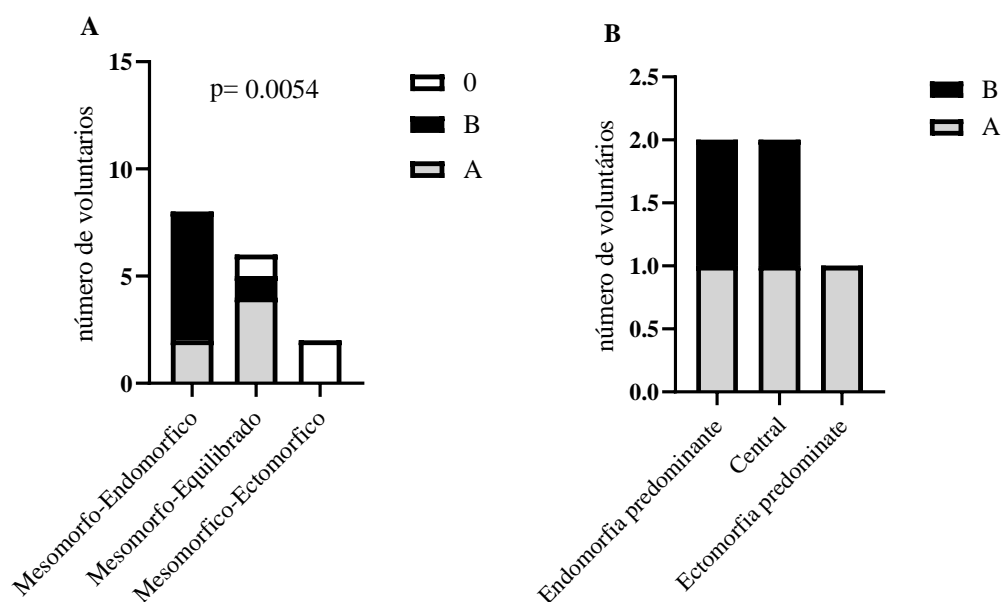 A
número de voluntarios
15
10
5
0
p= 0.0054
0
B
A
Mesomorfo-Endomorfico
Mesomorfo-Equilibrado
Mesomorfico-Ectomorfico
B
número de voluntários
2.5
2.0
1.5
1.0
0.5
0.0
B
A
Endomorfia predominante
Central
Ectomorfia predominate